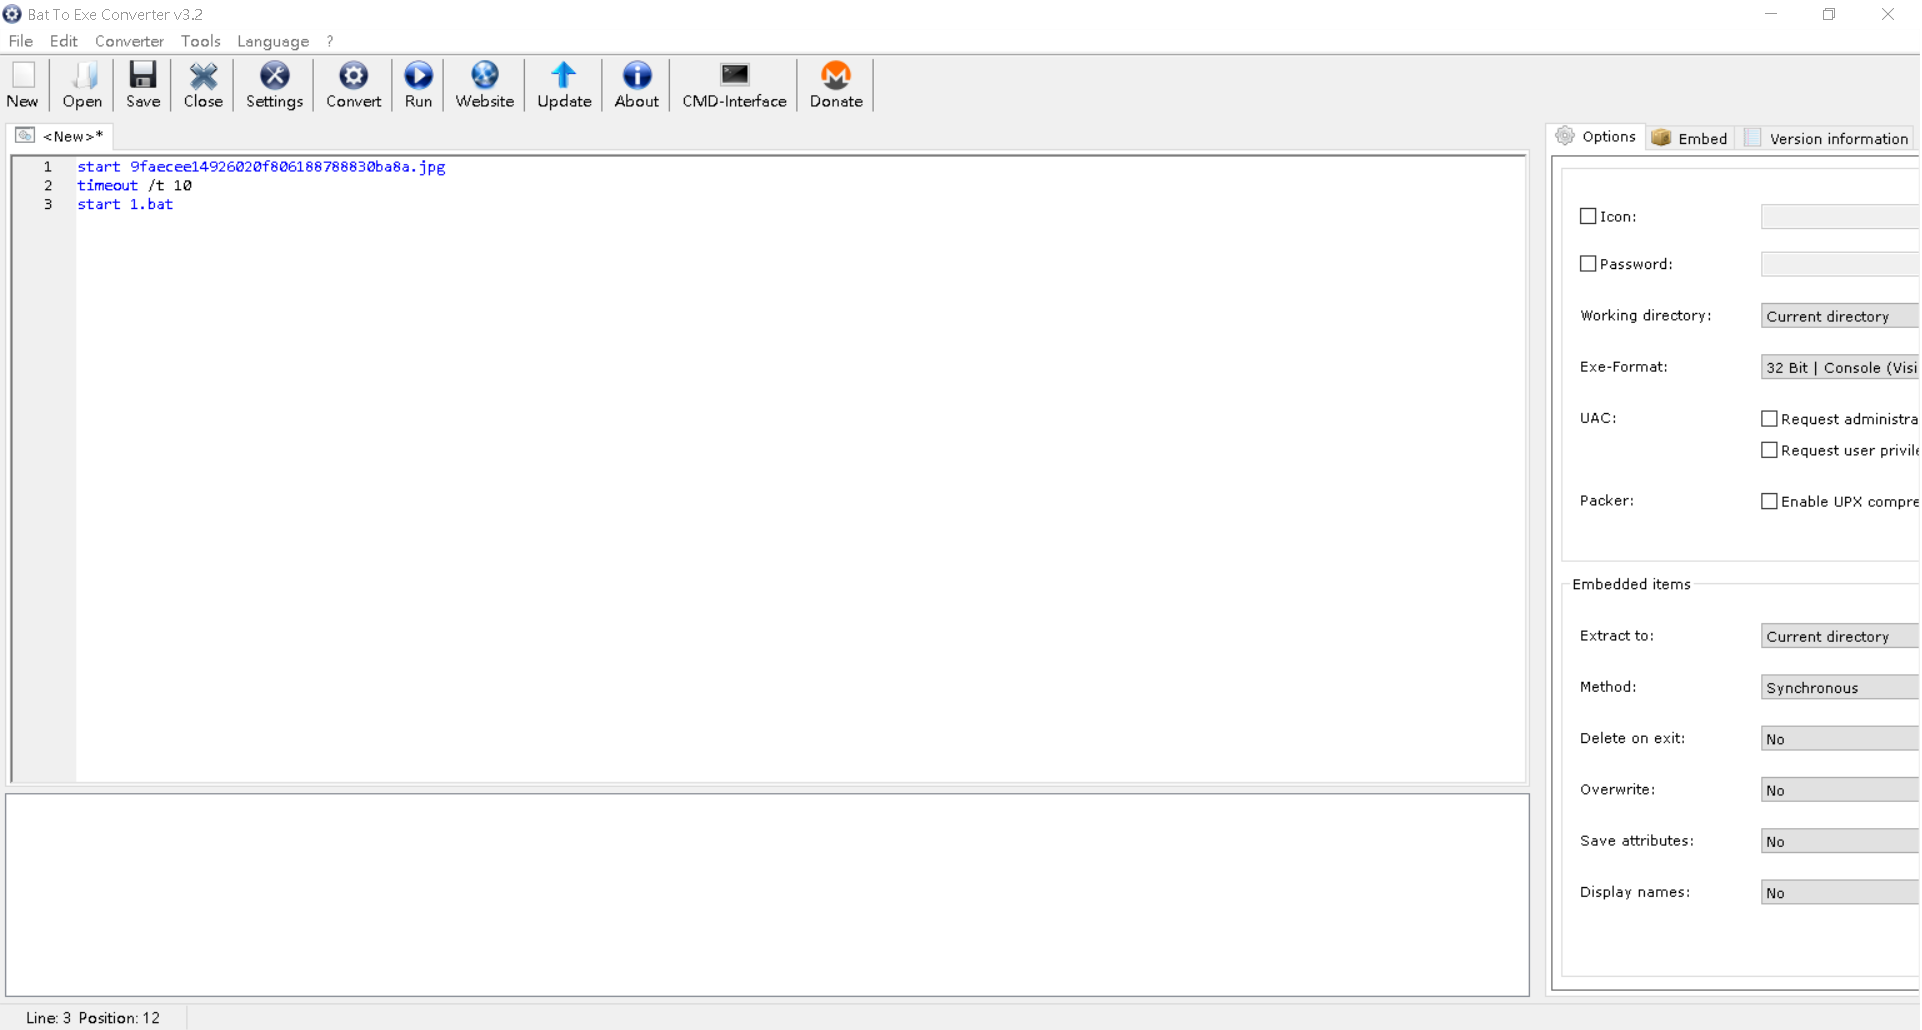 Bat To Exe Converter v3.2
File Edit Converter Tools Language ?
New Open Save Close Settings Convert Run Website Update About CMD-Interface Donate
<New>*
1 start 9faecee14926020f806188788830ba8a.jpg
2 timeout /t 10
3 start 1.bat
Options Embed Version information
Icon:
Password:
Working directory: Current directory
Exe-Format: 32 Bit | Console (Visi
UAC: Request administra
Request user privile
Packer: Enable UPX compre
Embedded items
Extract to: Current directory
Method: Synchronous
Delete on exit: No
Overwrite: No
Save attributes: No
Display names: No
Line: 3 Position: 12